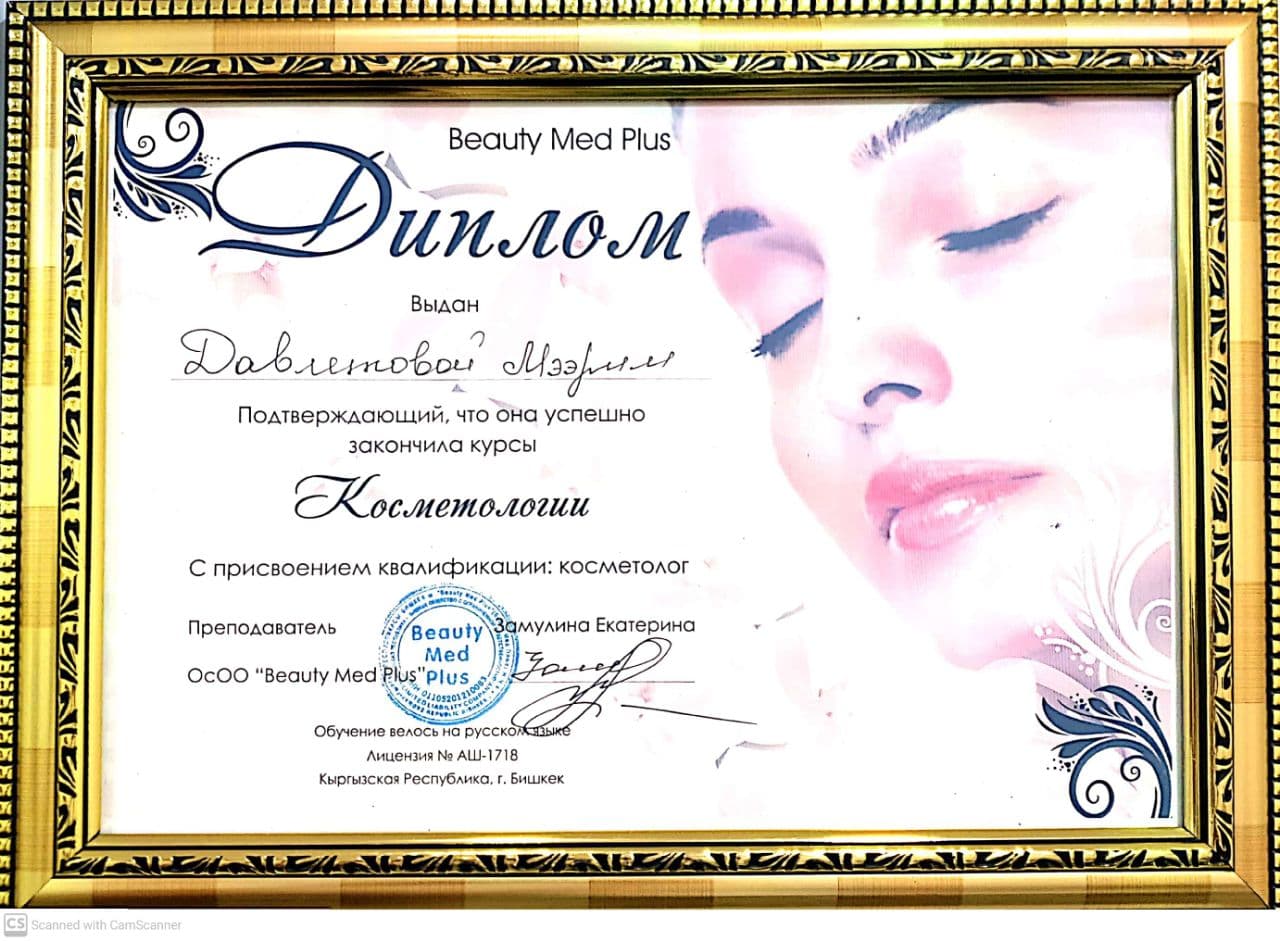 Beauty Med Plus
Диплом
Выдан
Давлетовой Мээрим
Подтверждающий, что она успешно
закончила курсы
Косметологии
С присвоением квалификации: косметолог
Преподаватель
Замулина Екатерина
ОсОО "Beauty Med Plus"
Beauty
Med
Plus
Обучение велось на русском языке
Лицензия № АШ-1718
Кыргызская Республика, г. Бишкек
CS Scanned with CamScanner